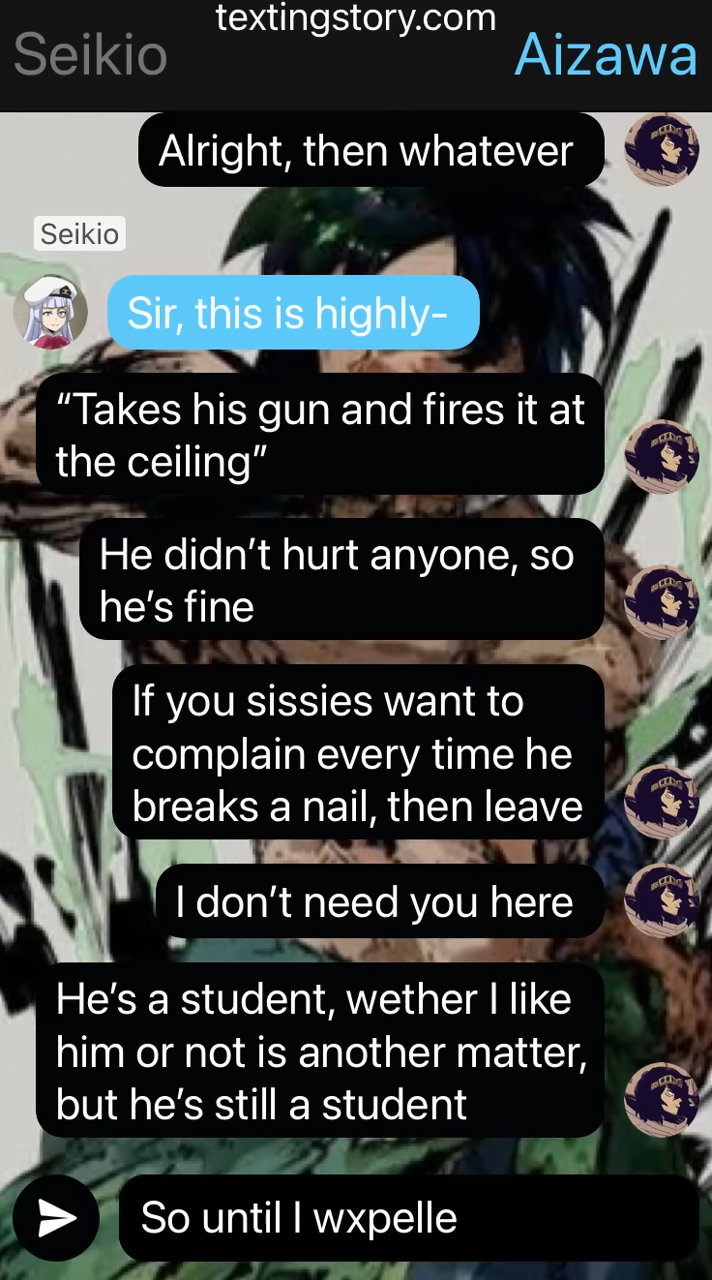 textingstory.com
Seikio
Aizawa
Alright, then whatever
Seikio
Sir, this is highly-
“Takes his gun and fires it at
the ceiling”
He didn’t hurt anyone, so
he’s fine
If you sissies want to
complain every time he
breaks a nail, then leave
I don’t need you here
He’s a student, wether I like
him or not is another matter,
but he’s still a student
So until I wxpelle